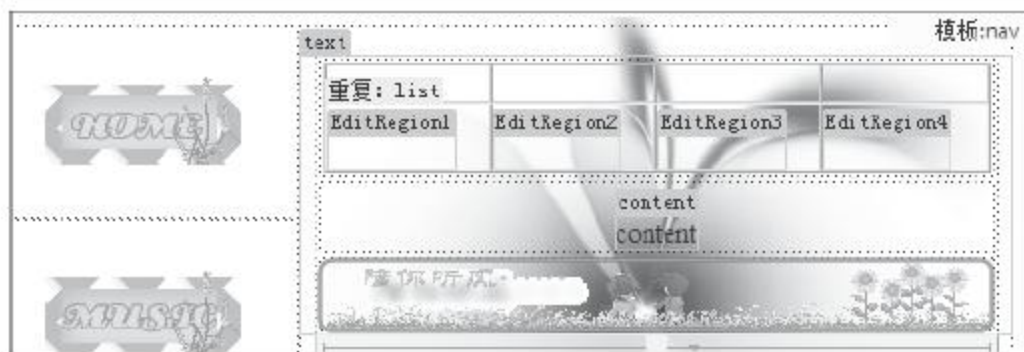 模板:nav
text
重复: list
EditRegion1 EditRegion2 EditRegion3 EditRegion4
HOME
content
content
MUSIC